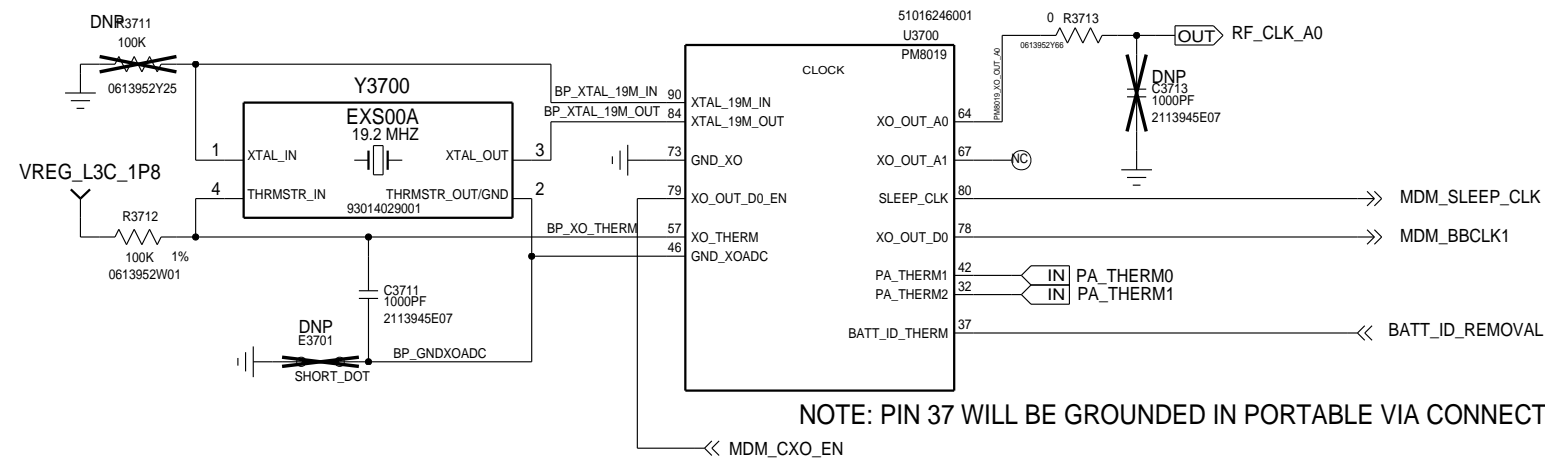 DNP
R3711
100K
0613952Y25
Y3700
EXS00A
19.2 MHZ
1
XTAL_IN
XTAL_OUT
3
4
THRMSTR_IN
THRMSTR_OUT/GND
2
93014029001
VREG_L3C_1P8
R3712
100K
1%
0613952W01
C3711
1000PF
2113945E07
DNP
E3701
SHORT_DOT
BP_GNDXOADC
BP_XTAL_19M_IN
BP_XTAL_19M_OUT
BP_XO_THERM
51016246001
U3700
PM8019
CLOCK
90
XTAL_19M_IN
84
XTAL_19M_OUT
73
GND_XO
79
XO_OUT_D0_EN
57
XO_THERM
46
GND_XOADC
XO_OUT_A0
64
XO_OUT_A1
67
NC
SLEEP_CLK
80
XO_OUT_D0
78
PA_THERM1
42
PA_THERM2
32
BATT_ID_THERM
37
PM8019_XO_OUT_A0
0
R3713
0613952Y66
OUT
RF_CLK_A0
DNP
C3713
1000PF
2113945E07
MDM_SLEEP_CLK
MDM_BBCLK1
IN
PA_THERM0
IN
PA_THERM1
BATT_ID_REMOVAL
NOTE: PIN 37 WILL BE GROUNDED IN PORTABLE VIA CONNECT
MDM_CXO_EN